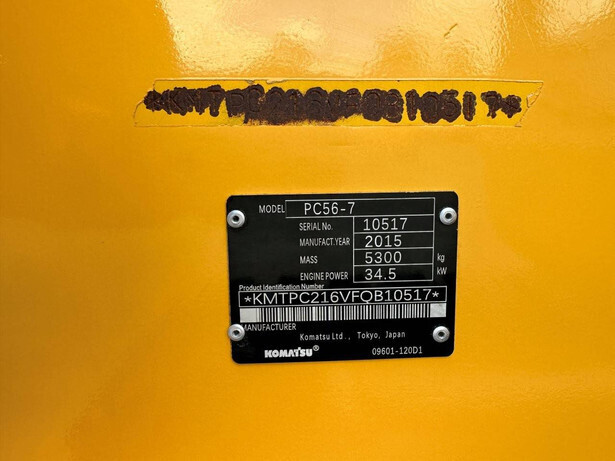 MODEL PC56-7
SERIAL No. 10517
MANUFACT.YEAR 2015
MASS 5300 kg
ENGINE POWER 34.5 kW
Product Identification Number
*KMTPC216VFQB10517*
MANUFACTURER
Komatsu Ltd., Tokyo, Japan
KOMATSU® 09601-120D1